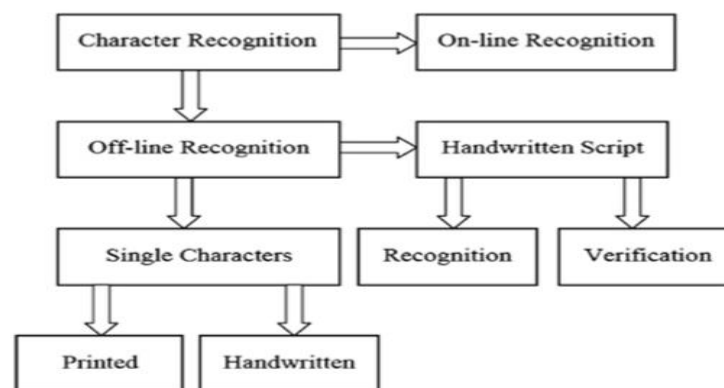 Character Recognition
On-line Recognition
Off-line Recognition
Handwritten Script
Single Characters
Recognition
Verification
Printed
Handwritten